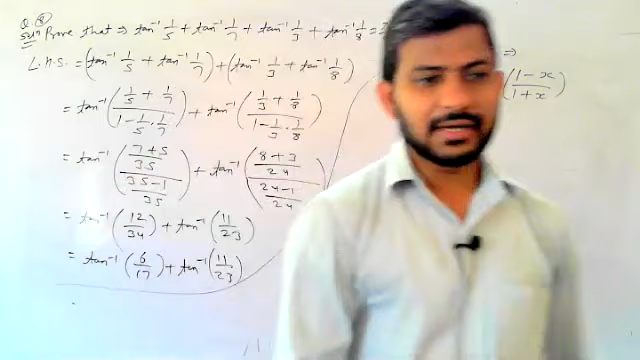 Q. 8
Solⁿ Prove that ⇒ tan⁻¹ 1/5 + tan⁻¹ 1/7 + tan⁻¹ 1/3 + tan⁻¹ 1/8 =
L.H.S. = (tan⁻¹ 1/5 + tan⁻¹ 1/7) + (tan⁻¹ 1/3 + tan⁻¹ 1/8)
= tan⁻¹ ((1/5 + 1/7)/(1 - 1/5 . 1/7)) + tan⁻¹ ((1/3 + 1/8)/(1 - 1/3 . 1/8))
= tan⁻¹ (((7+5)/35)/((35-1)/35)) + tan⁻¹ (((8+3)/24)/((24-1)/24))
= tan⁻¹ (12/34) + tan⁻¹ (11/23)
= tan⁻¹ (6/17) + tan⁻¹ (11/23)
⇒
((1-x)/(1+x))